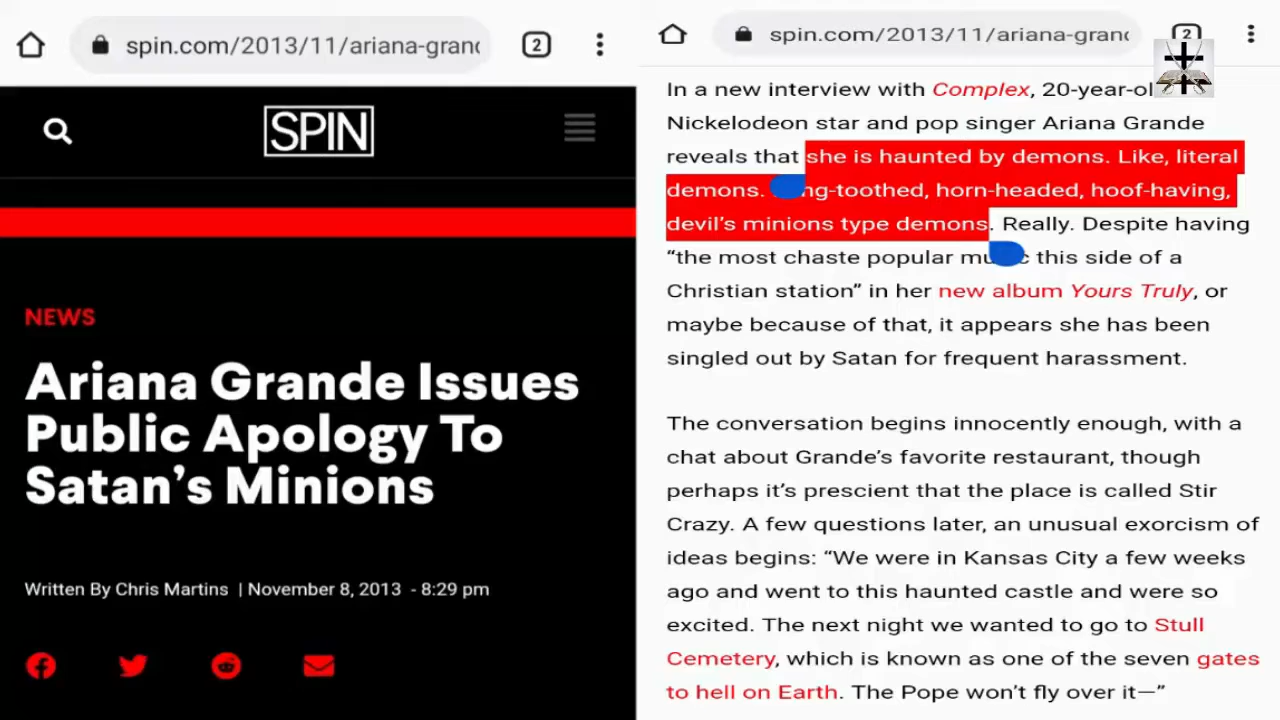 spin.com/2013/11/ariana-grand
2
SPIN
NEWS
Ariana Grande Issues
Public Apology To
Satan's Minions
Written By Chris Martins | November 8, 2013 - 8:29 pm
spin.com/2013/11/ariana-grand
2
In a new interview with Complex, 20-year-ol
Nickelodeon star and pop singer Ariana Grande
reveals that she is haunted by demons. Like, literal
demons. ng-toothed, horn-headed, hoof-having,
devil's minions type demons. Really. Despite having
“the most chaste popular mu c this side of a
Christian station” in her new album Yours Truly, or
maybe because of that, it appears she has been
singled out by Satan for frequent harassment.
The conversation begins innocently enough, with a
chat about Grande's favorite restaurant, though
perhaps it's prescient that the place is called Stir
Crazy. A few questions later, an unusual exorcism of
ideas begins: “We were in Kansas City a few weeks
ago and went to this haunted castle and were so
excited. The next night we wanted to go to Stull
Cemetery, which is known as one of the seven gates
to hell on Earth. The Pope won't fly over it—”